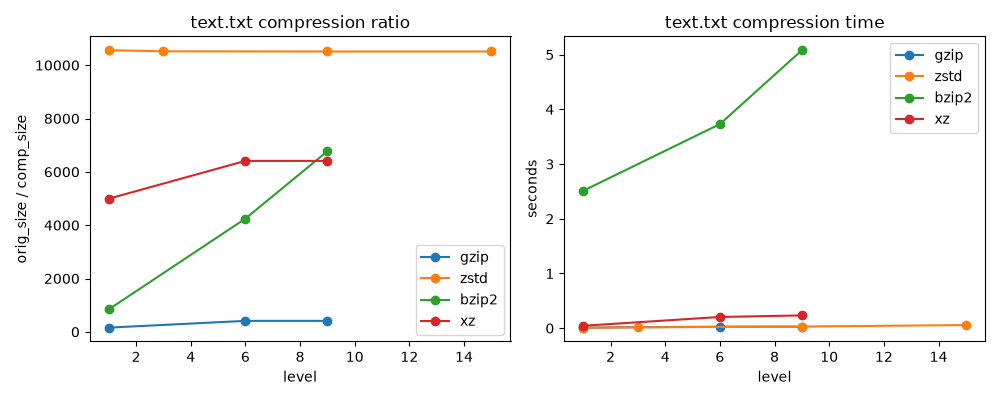 text.txt compression ratio
orig_size / comp_size
10000
8000
6000
4000
2000
0
2 4 6 8 10 12 14
level
gzip
zstd
bzip2
xz
text.txt compression time
seconds
5
4
3
2
1
0
2 4 6 8 10 12 14
level
gzip
zstd
bzip2
xz